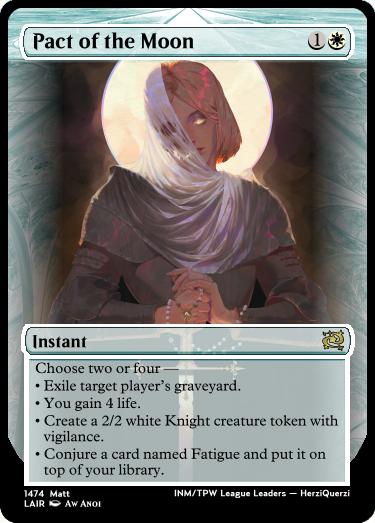 Pact of the Moon 1
Instant
Choose two or four —
• Exile target player's graveyard.
• You gain 4 life.
• Create a 2/2 white Knight creature token with
vigilance.
• Conjure a card named Fatigue and put it on
top of your library.
1474 Matt
INM/TPW League Leaders — HerziQuerzi
LAIR Aw Anoi